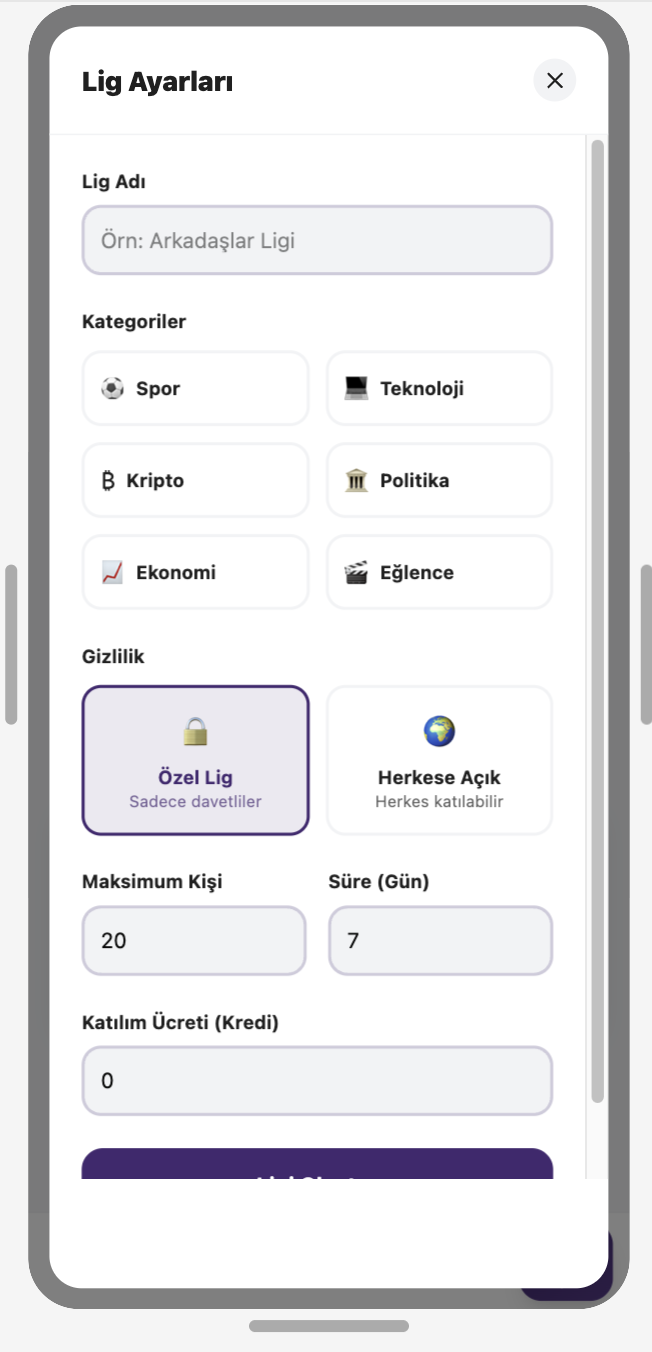 Lig Ayarları
Lig Adı
Örn: Arkadaşlar Ligi
Kategoriler
Spor
Teknoloji
Kripto
Politika
Ekonomi
Eğlence
Gizlilik
Özel Lig
Sadece davetliler
Herkese Açık
Herkes katılabilir
Maksimum Kişi
Süre (Gün)
20
7
Katılım Ücreti (Kredi)
0